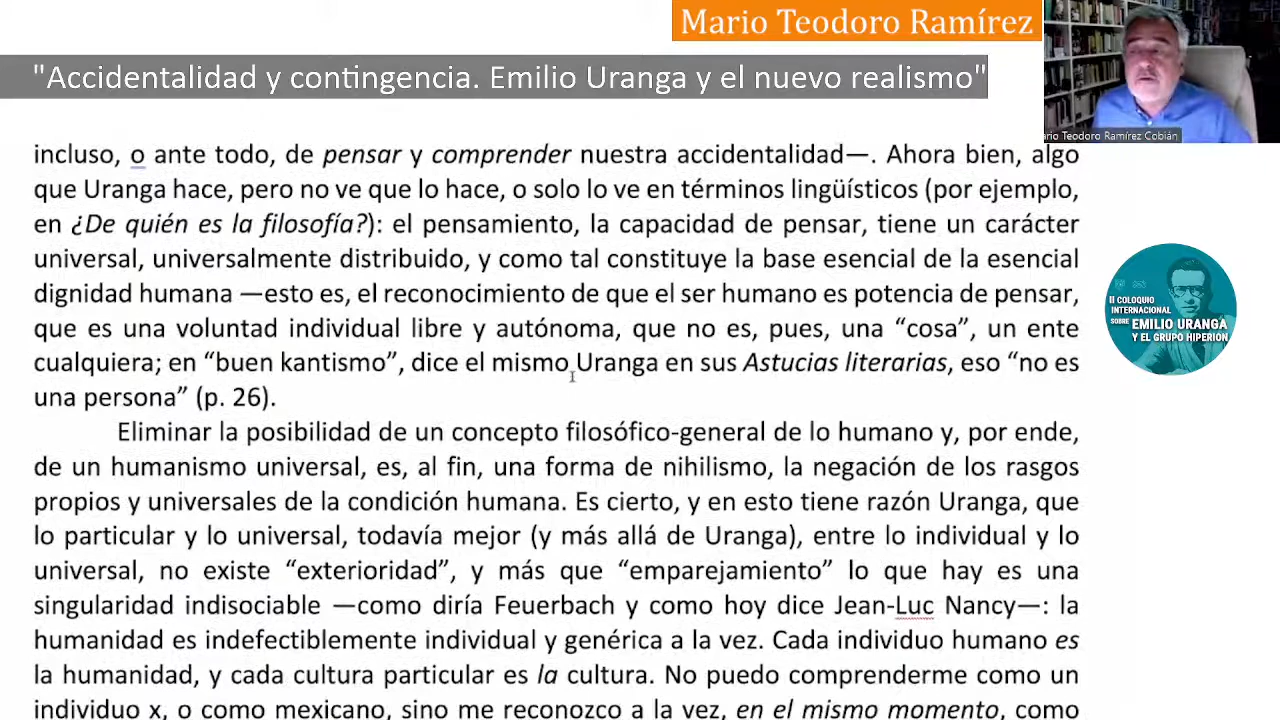 Mario Teodoro Ramírez
"Accidentalidad y contingencia. Emilio Uranga y el nuevo realismo"
ario Teodoro Ramírez Cobián
incluso, o ante todo, de pensar y comprender nuestra accidentalidad—. Ahora bien, algo
que Uranga hace, pero no ve que lo hace, o solo lo ve en términos lingüísticos (por ejemplo,
en ¿De quién es la filosofía?): el pensamiento, la capacidad de pensar, tiene un carácter
universal, universalmente distribuido, y como tal constituye la base esencial de la esencial
dignidad humana —esto es, el reconocimiento de que el ser humano es potencia de pensar,
que es una voluntad individual libre y autónoma, que no es, pues, una “cosa”, un ente
cualquiera; en “buen kantismo”, dice el mismo Uranga en sus Astucias literarias, eso “no es
una persona” (p. 26).
Eliminar la posibilidad de un concepto filosófico-general de lo humano y, por ende,
de un humanismo universal, es, al fin, una forma de nihilismo, la negación de los rasgos
propios y universales de la condición humana. Es cierto, y en esto tiene razón Uranga, que
lo particular y lo universal, todavía mejor (y más allá de Uranga), entre lo individual y lo
universal, no existe “exterioridad”, y más que “emparejamiento” lo que hay es una
singularidad indisociable —como diría Feuerbach y como hoy dice Jean-Luc Nancy—: la
humanidad es indefectiblemente individual y genérica a la vez. Cada individuo humano es
la humanidad, y cada cultura particular es la cultura. No puedo comprenderme como un
individuo x, o como mexicano, sino me reconozco a la vez, en el mismo momento, como
II COLOQUIO
INTERNACIONAL
SOBRE EMILIO URANGA
Y EL GRUPO HIPERIÓN